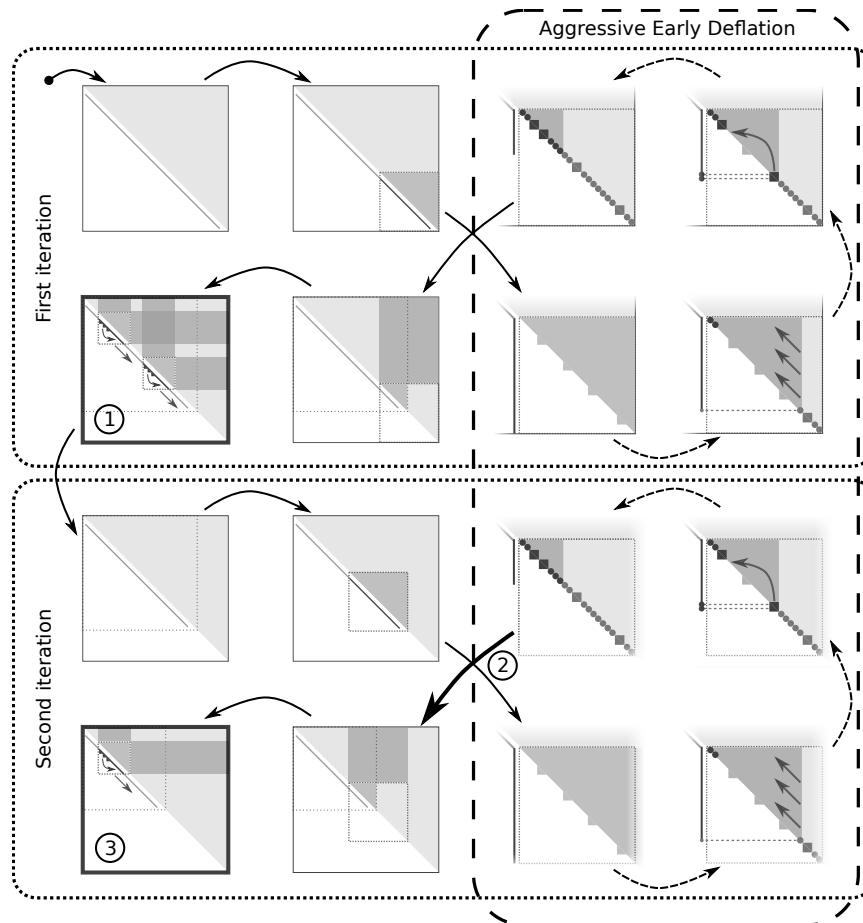 Aggressive Early Deflation
First iteration
1
Second iteration
2
3